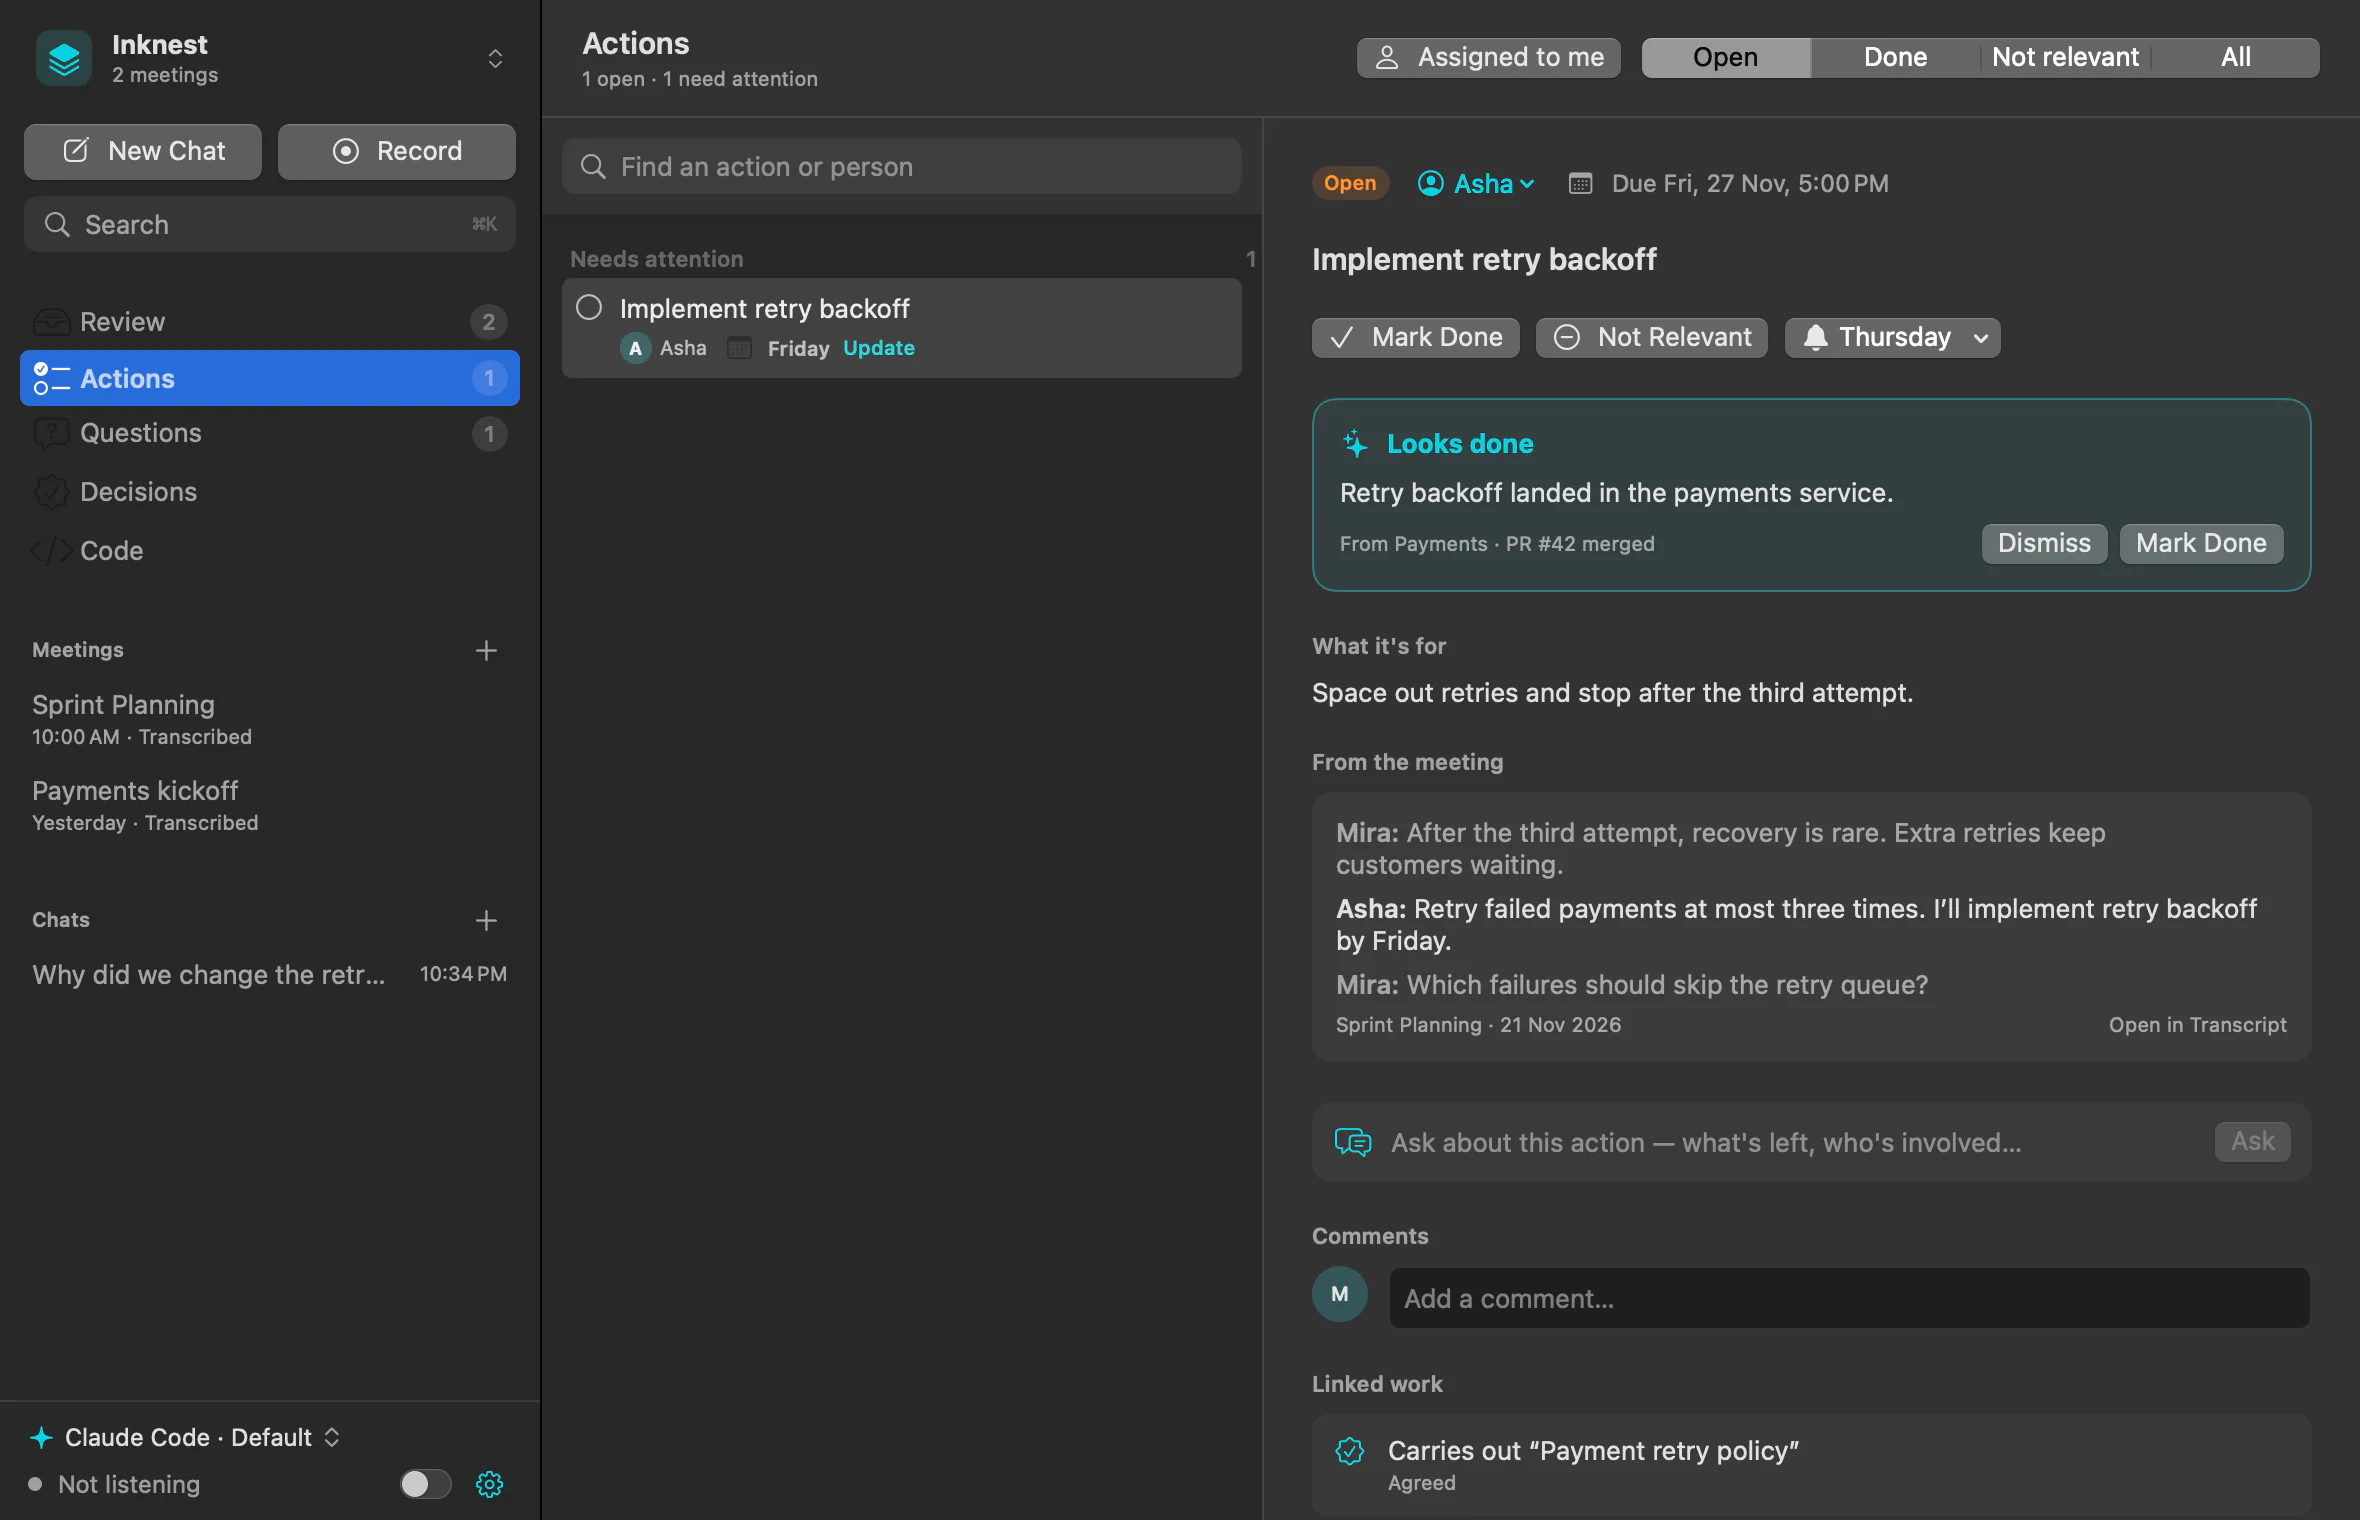 Inknest
2 meetings
New Chat
Record
Search
⌘K
Review
2
Actions
1
Questions
1
Decisions
Code
Meetings
Sprint Planning
10:00 AM · Transcribed
Payments kickoff
Yesterday · Transcribed
Chats
Why did we change the retr...
10:34 PM
Claude Code · Default
Not listening
Actions
1 open · 1 need attention
Assigned to me
Open
Done
Not relevant
All
Find an action or person
Needs attention
1
Implement retry backoff
A Asha Friday Update
Open
Asha
Due Fri, 27 Nov, 5:00 PM
Implement retry backoff
Mark Done
Not Relevant
Thursday
Looks done
Retry backoff landed in the payments service.
From Payments · PR #42 merged
Dismiss
Mark Done
What it's for
Space out retries and stop after the third attempt.
From the meeting
Mira: After the third attempt, recovery is rare. Extra retries keep
customers waiting.
Asha: Retry failed payments at most three times. I’ll implement retry backoff
by Friday.
Mira: Which failures should skip the retry queue?
Sprint Planning · 21 Nov 2026
Open in Transcript
Ask about this action — what's left, who's involved...
Ask
Comments
M
Add a comment...
Linked work
Carries out “Payment retry policy”
Agreed